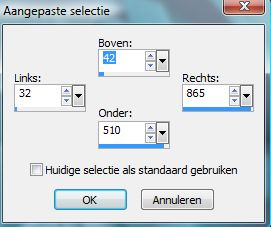 Aangepaste selectie
Boven:
42
Links:
32
Rechts:
865
Onder:
510
Huidige selectie als standaard gebruiken
OK
Annuleren